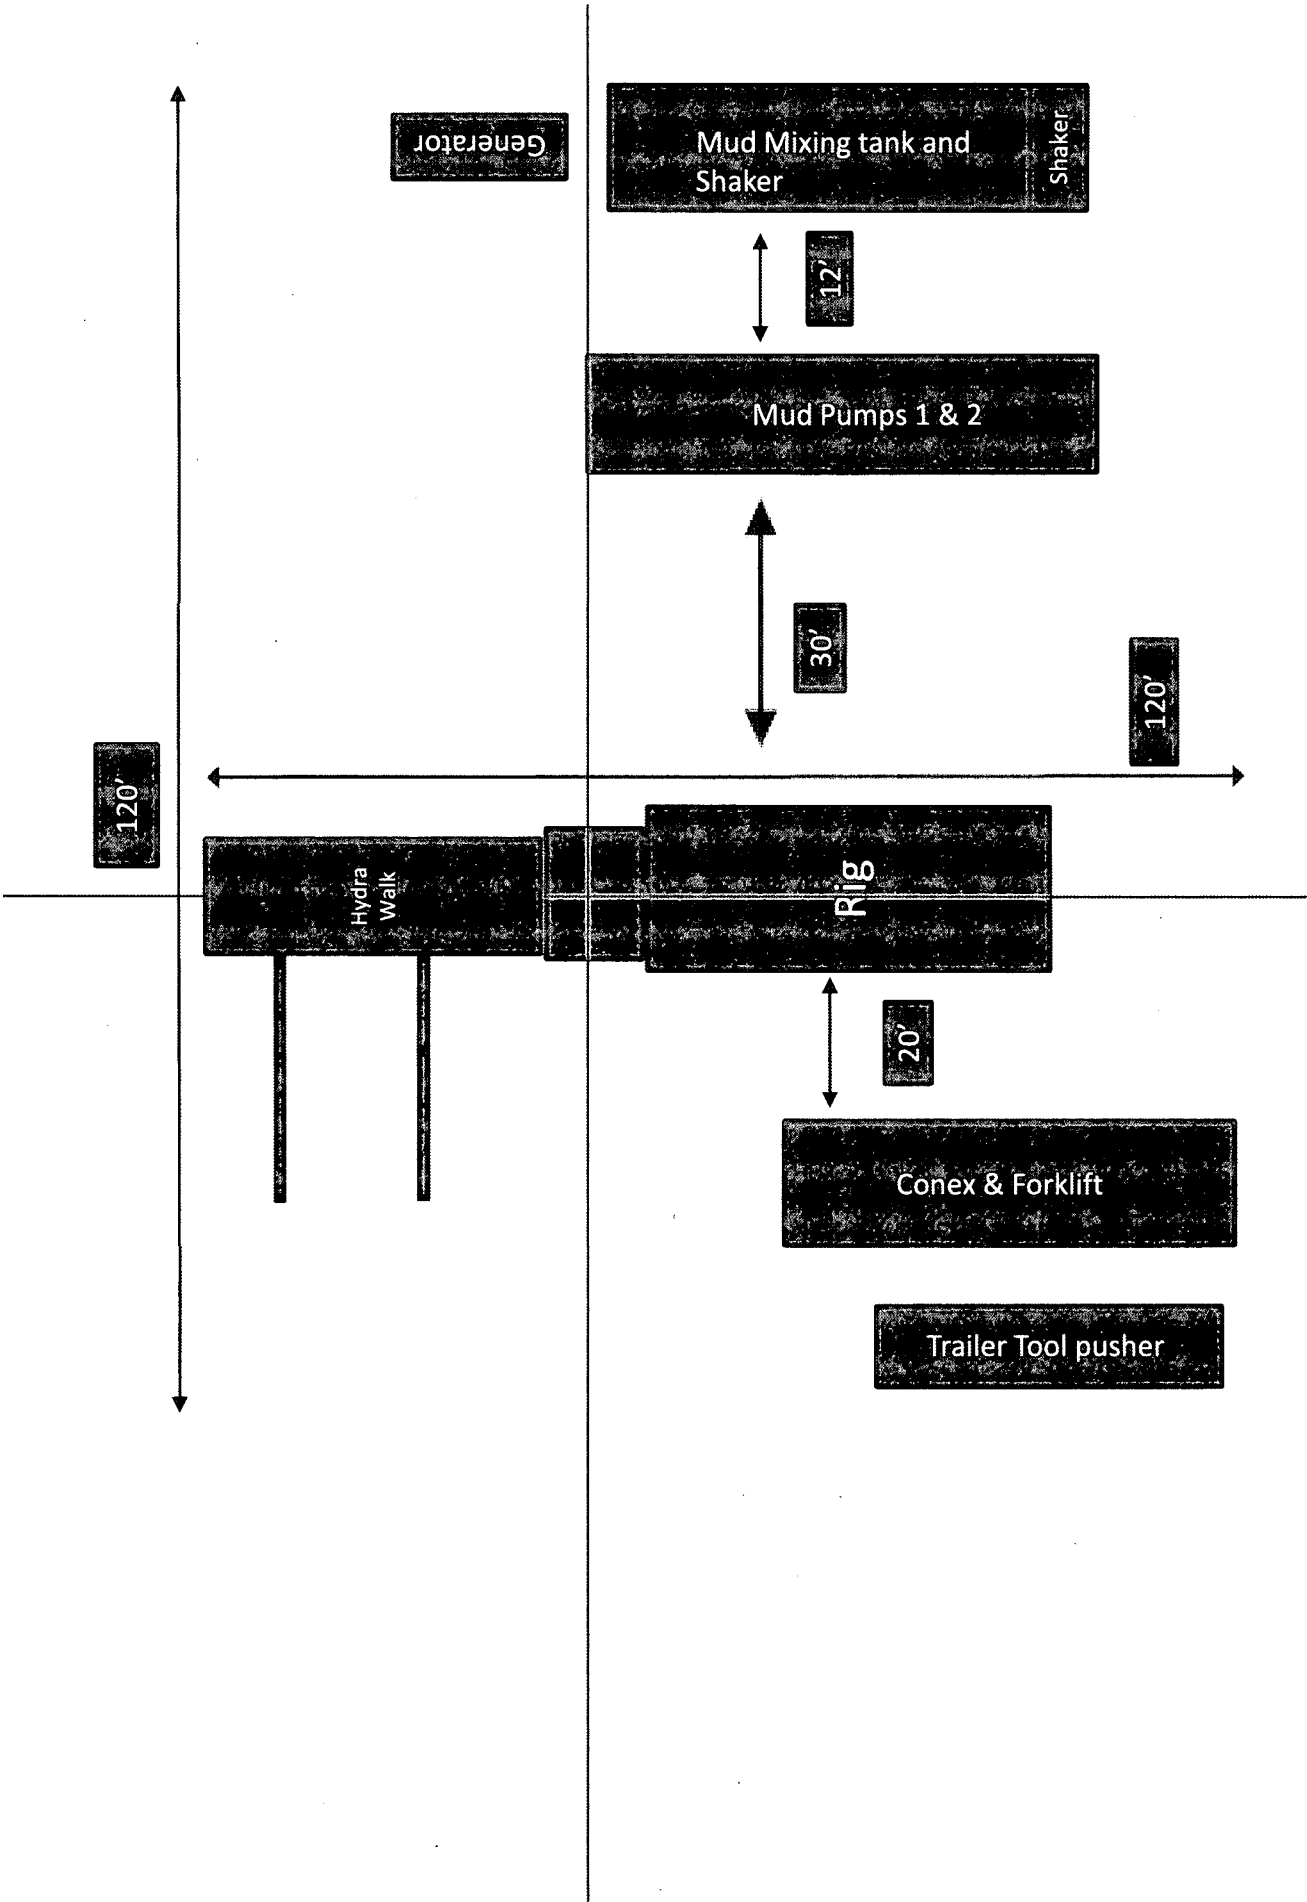 Generator
Mud Mixing tank and
Shaker
Shaker
12’
Mud Pumps 1 & 2
30’
120’
120’
Hydra
Walk
Rig
20’
Conex & Forklift
Trailer Tool pusher